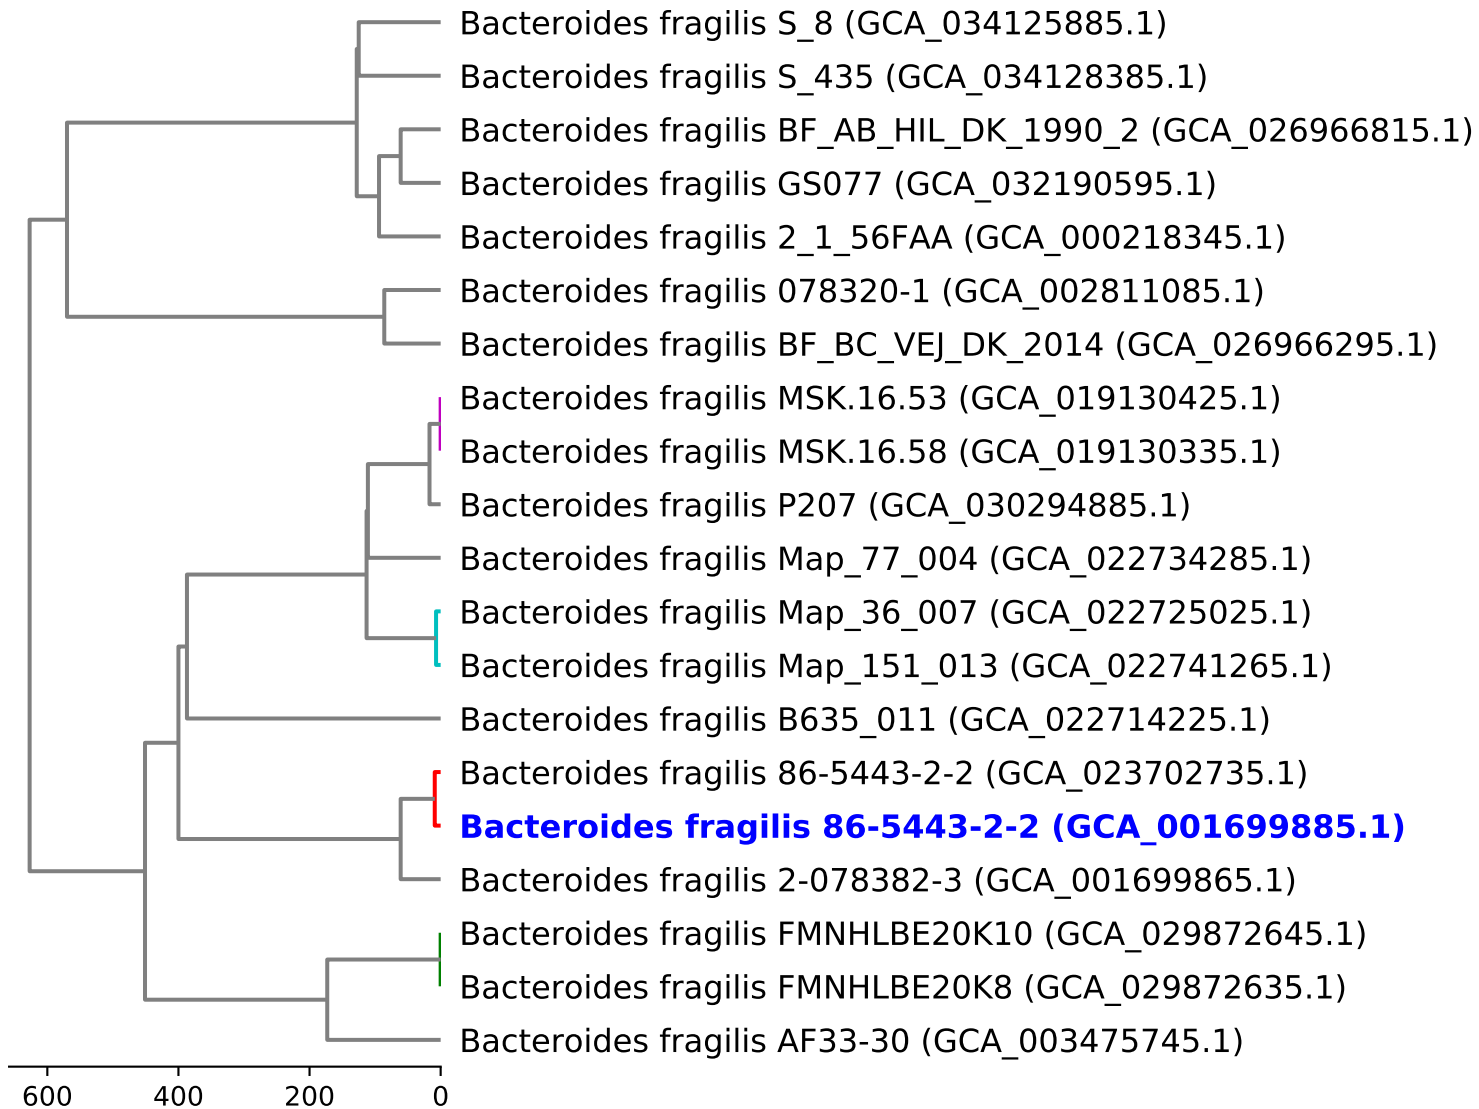 Bacteroides fragilis S_8 (GCA_034125885.1)
Bacteroides fragilis S_435 (GCA_034128385.1)
Bacteroides fragilis BF_AB_HIL_DK_1990_2 (GCA_026966815.1)
Bacteroides fragilis GS077 (GCA_032190595.1)
Bacteroides fragilis 2_1_56FAA (GCA_000218345.1)
Bacteroides fragilis 078320-1 (GCA_002811085.1)
Bacteroides fragilis BF_BC_VEJ_DK_2014 (GCA_026966295.1)
Bacteroides fragilis MSK.16.53 (GCA_019130425.1)
Bacteroides fragilis MSK.16.58 (GCA_019130335.1)
Bacteroides fragilis P207 (GCA_030294885.1)
Bacteroides fragilis Map_77_004 (GCA_022734285.1)
Bacteroides fragilis Map_36_007 (GCA_022725025.1)
Bacteroides fragilis Map_151_013 (GCA_022741265.1)
Bacteroides fragilis B635_011 (GCA_022714225.1)
Bacteroides fragilis 86-5443-2-2 (GCA_023702735.1)
Bacteroides fragilis 86-5443-2-2 (GCA_001699885.1)
Bacteroides fragilis 2-078382-3 (GCA_001699865.1)
Bacteroides fragilis FMNHLBE20K10 (GCA_029872645.1)
Bacteroides fragilis FMNHLBE20K8 (GCA_029872635.1)
Bacteroides fragilis AF33-30 (GCA_003475745.1)
600 400 200 0